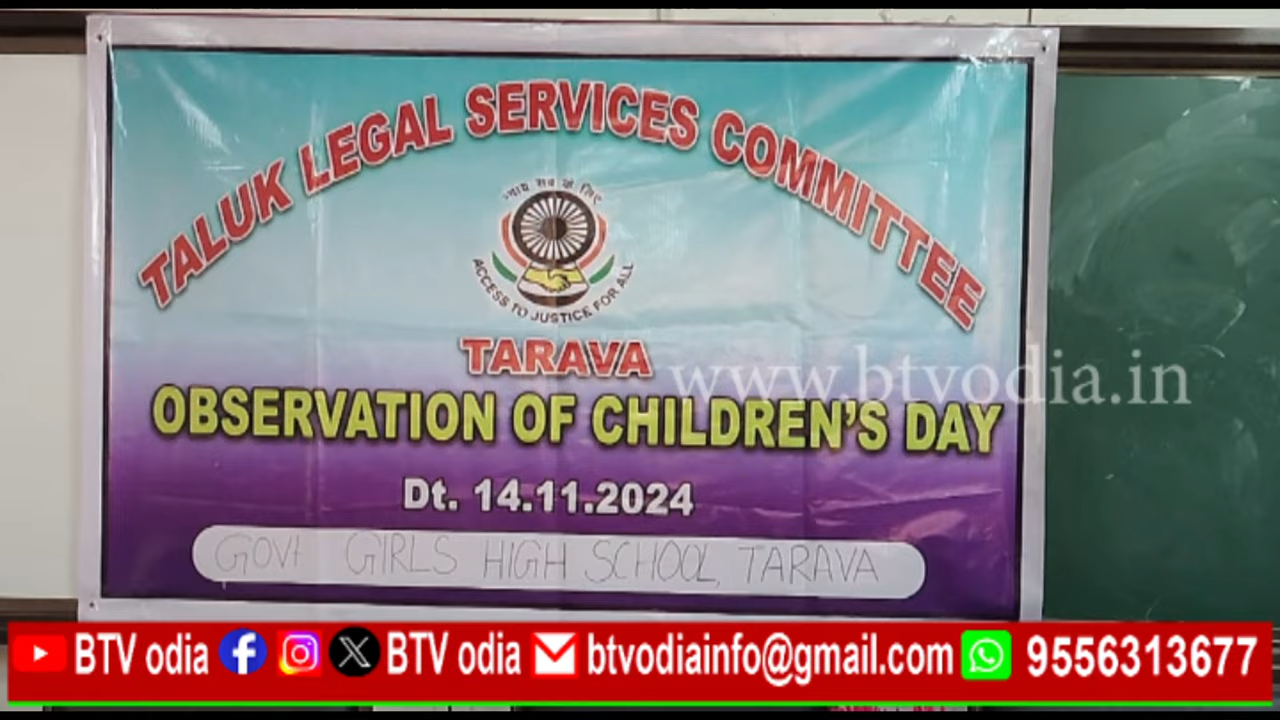 TALUK LEGAL SERVICES COMMITTEE
न्याय सब के लिए
ACCESS TO JUSTICE FOR ALL
TARAVA
www.btvodia.in
OBSERVATION OF CHILDREN'S DAY
Dt. 14.11.2024
GOVt GIRLS HIGH SCHOOL, TARAVA
BTV odia BTV odia btvodiainfo@gmail.com 9556313677